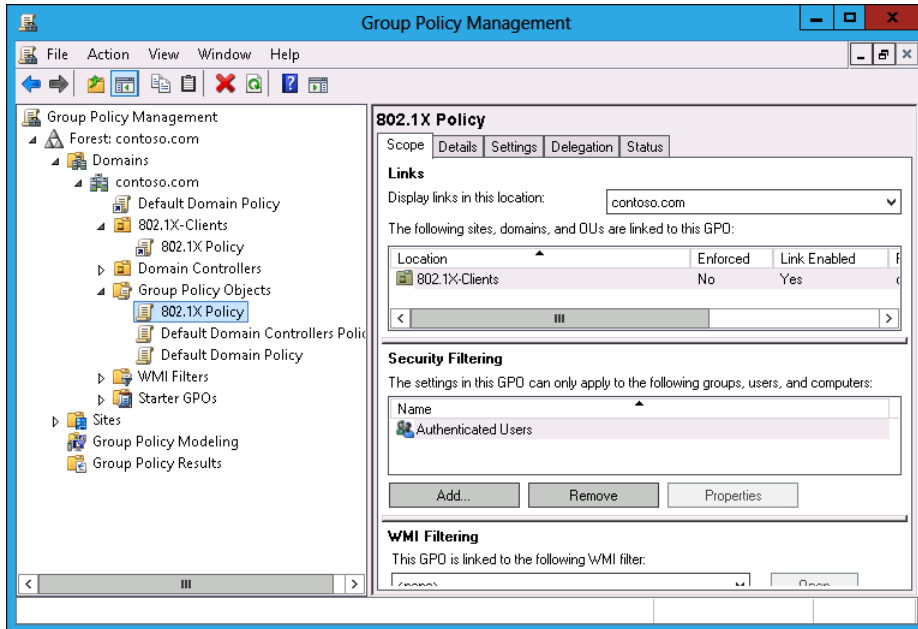 Group Policy Management
File Action View Window Help
Group Policy Management
Forest: contoso.com
Domains
contoso.com
Default Domain Policy
802.1X-Clients
802.1X Policy
Domain Controllers
Group Policy Objects
802.1X Policy
Default Domain Controllers Polic
Default Domain Policy
WMI Filters
Starter GPOs
Sites
Group Policy Modeling
Group Policy Results
802.1X Policy
Scope Details Settings Delegation Status
Links
Display links in this location: contoso.com
The following sites, domains, and OUs are linked to this GPO:
Location Enforced Link Enabled
802.1X-Clients No Yes
Security Filtering
The settings in this GPO can only apply to the following groups, users, and computers:
Name
Authenticated Users
Add... Remove Properties
WMI Filtering
This GPO is linked to the following WMI filter:
<none> Open